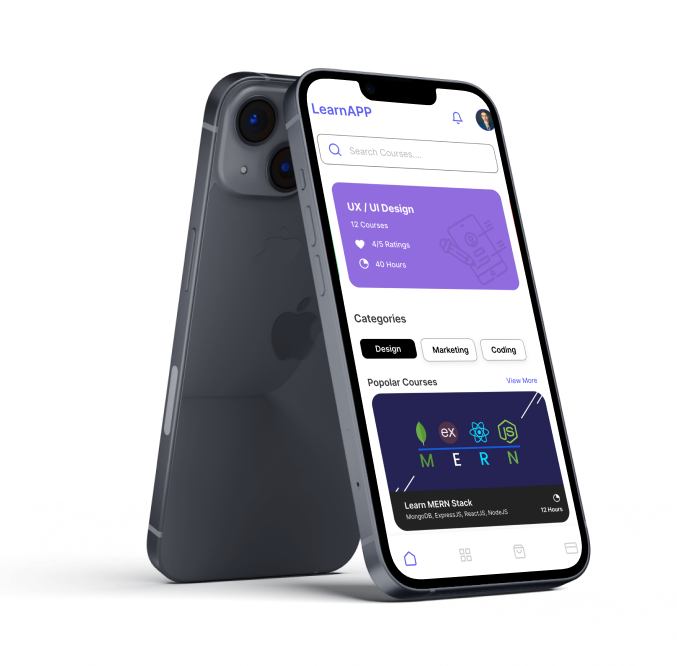 LearnAPP
Search Courses....
UX / UI Design
12 Courses
4/5 Ratings
40 Hours
Categories
Design
Marketing
Coding
Popolar Courses
View More
ex
JS
M E R N
Learn MERN Stack
MongoDB, ExpressJS, ReactJS, NodeJS
12 Hours